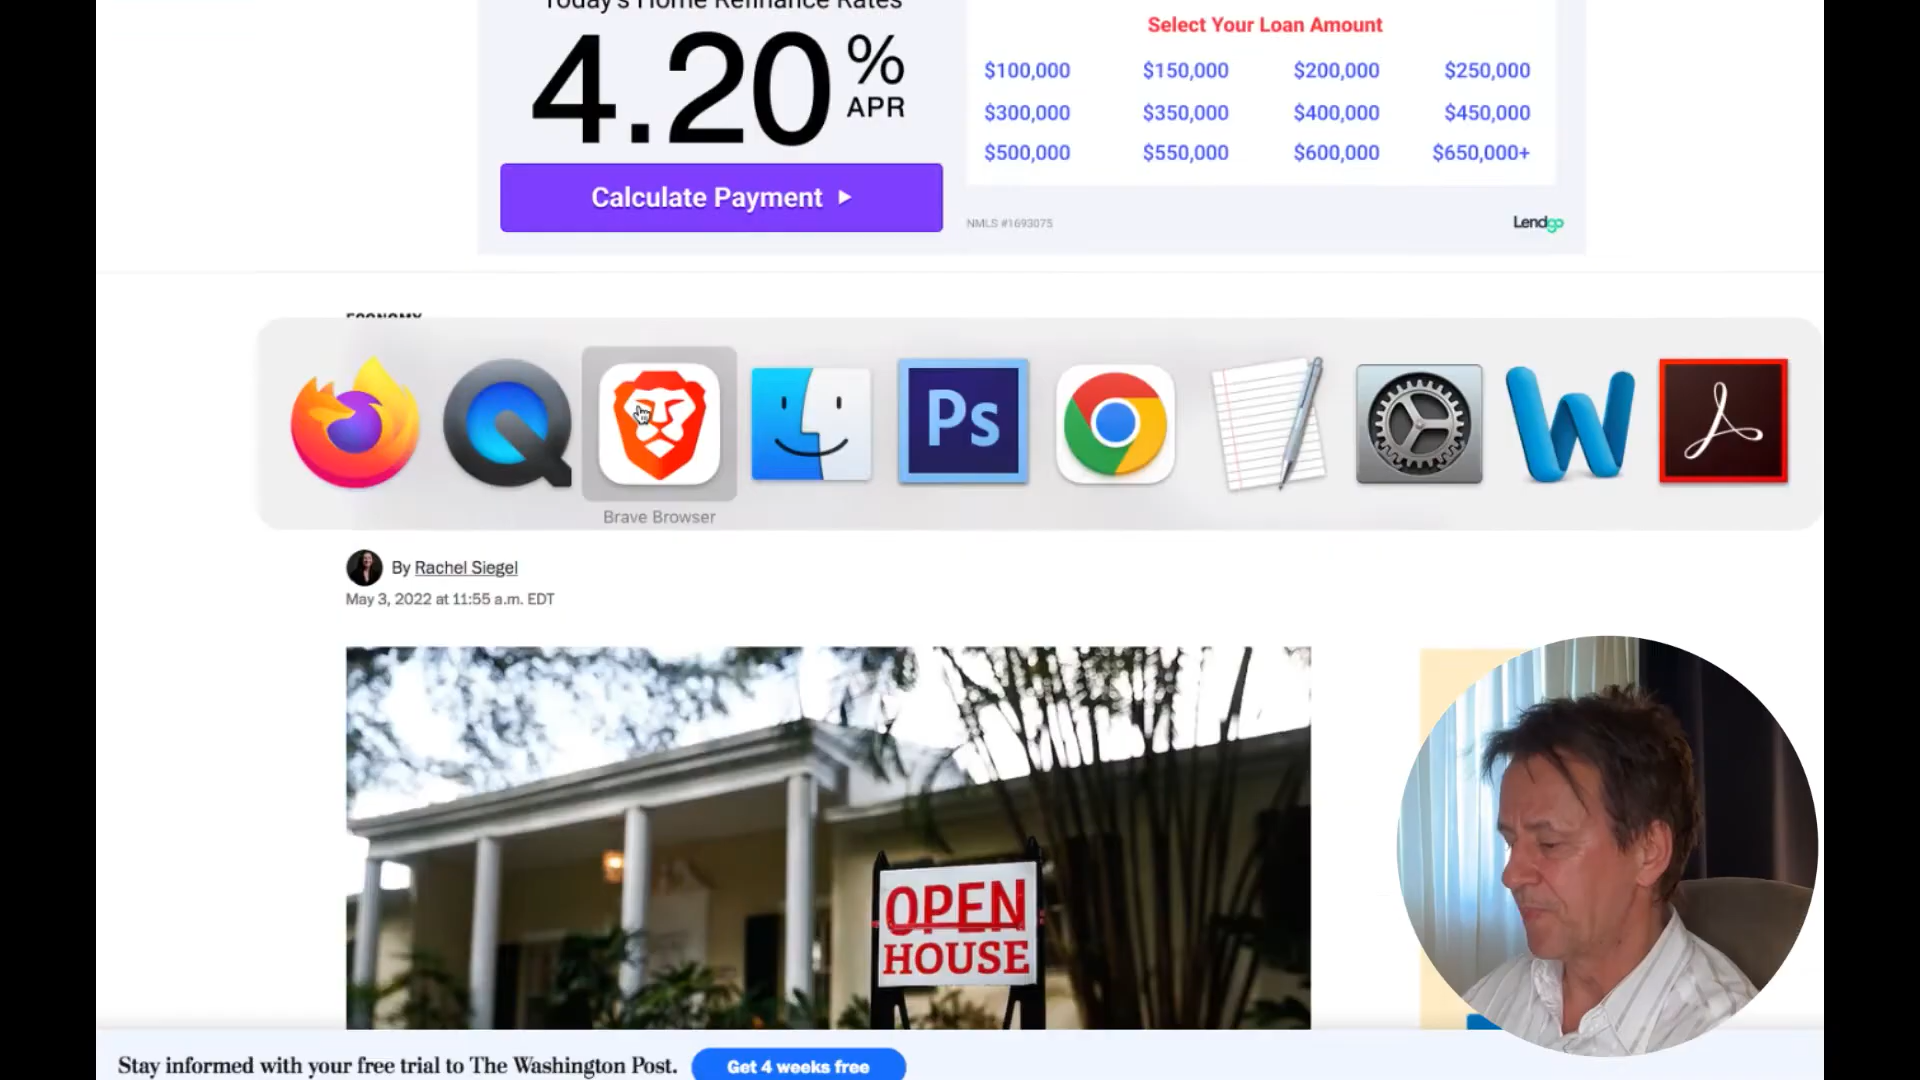 Today's Home Refinance Rates
4.20 % APR
Calculate Payment
Select Your Loan Amount
$100,000 $150,000 $200,000 $250,000
$300,000 $350,000 $400,000 $450,000
$500,000 $550,000 $600,000 $650,000+
NMLS #1693075
Lendgo
ECONOMY
Ps
Brave Browser
By Rachel Siegel
May 3, 2022 at 11:55 a.m. EDT
OPEN
HOUSE
Stay informed with your free trial to The Washington Post.
Get 4 weeks free